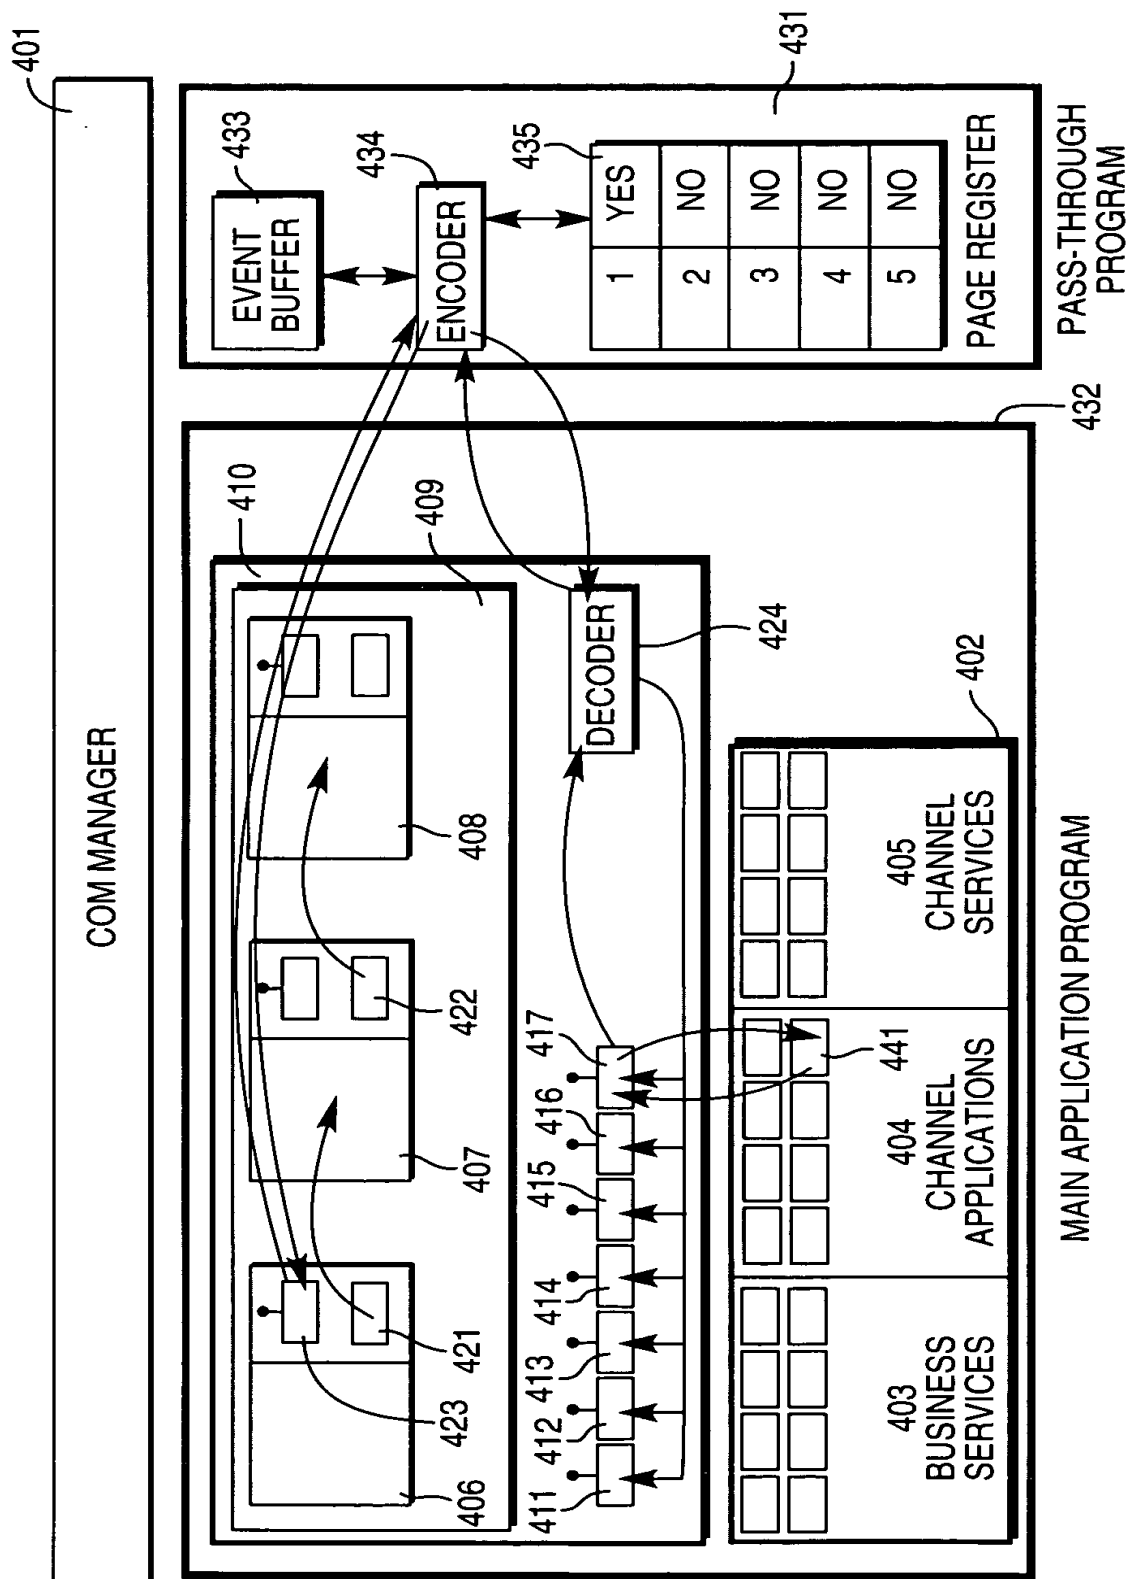 401
COM MANAGER
410
409
406
407
408
423
421
422
411
412
413
414
415
416
417
DECODER
424
402
403
BUSINESS
SERVICES
404
CHANNEL
APPLICATIONS
441
405
CHANNEL
SERVICES
MAIN APPLICATION PROGRAM
432
EVENT
BUFFER
433
ENCODER
434
435
1 YES
2 NO
3 NO
4 NO
5 NO
PAGE REGISTER
431
PASS-THROUGH
PROGRAM